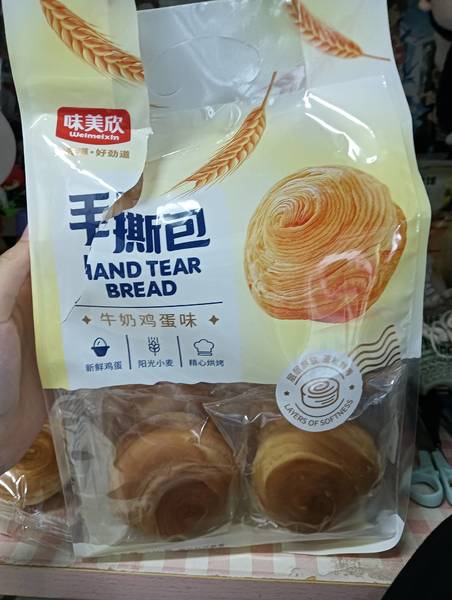 味美欣
Weimeixin
·好劲道
手撕包
HAND TEAR
BREAD
牛奶鸡蛋味
新鲜鸡蛋
阳光小麦
精心烘烤
LAYERS OF SOFTNESS